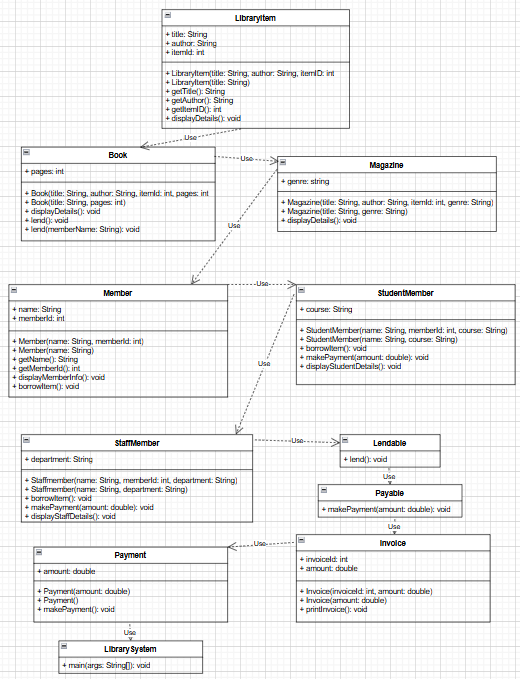 LibraryItem
+ title: String
+ author: String
+ itemId: int
+ LibraryItem(title: String, author: String, itemID: int
+ LibraryItem(title: String)
+ getTitle(): String
+ getAuthor(): String
+ getItemID(): int
+ displayDetails(): void
Use
Book
+ pages: int
+ Book(title: String, author: String, itemId: int, pages: int
+ Book(title: String, pages: int)
+ displayDetails(): void
+ lend(): void
+ lend(memberName: String): void
Use
Magazine
+ genre: string
+ Magazine(title: String, author: String, itemId: int, genre: String)
+ Magazine(title: String, genre: String)
+ displayDetails(): void
Use
Member
+ name: String
+ memberId: int
+ Member(name: String, memberId: int)
+ Member(name: String)
+ getName(): String
+ getMemberId(): int
+ displayMemberInfo(): void
+ borrowItem(): void
Use
StudentMember
+ course: String
+ StudentMember(name: String, memberId: int, course: String)
+ StudentMember(name: String, course: String)
+ borrowItem(): void
+ makePayment(amount: double): void
+ displayStudentDetails(): void
Use
StaffMember
+ department: String
+ Staffmember(name: String, memberId: int, department: String)
+ Staffmember(name: String, department: String)
+ borrowItem(): void
+ makePayment(amount: double): void
+ displayStaffDetails(): void
Use
Lendable
+ lend(): void
Use
Payable
+ makePayment(amount: double): void
Use
Invoice
+ invoiceId: int
+ amount: double
+ Invoice(invoiceId: int, amount: double)
+ Invoice(amount: double)
+ printInvoice(): void
Use
Payment
+ amount: double
+ Payment(amount: double)
+ Payment()
+ makePayment(): void
Use
LibrarySystem
+ main(args: String[]): void